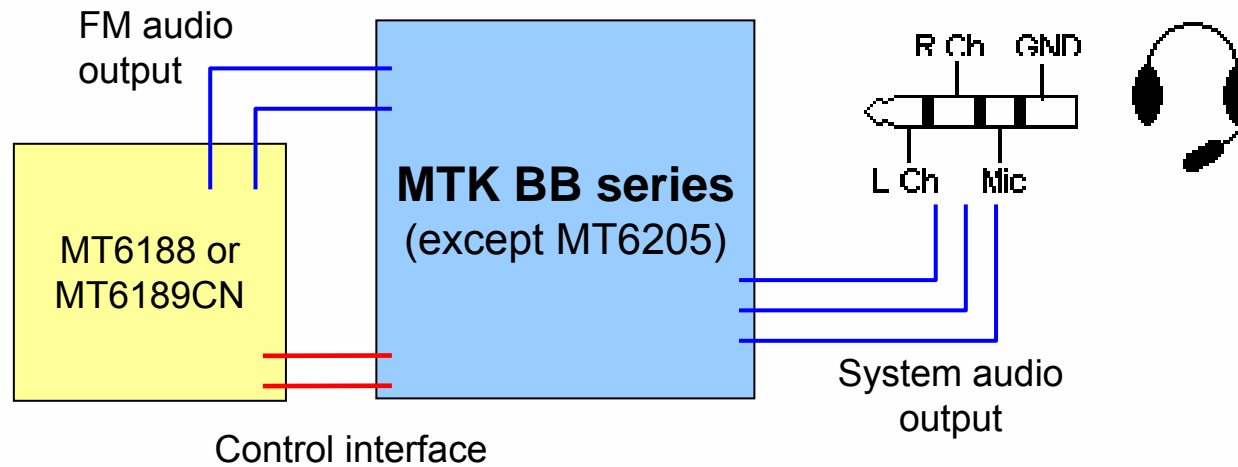 FM audio
output
MT6188 or
MT6189CN
MTK BB series
(except MT6205)
Control interface
R Ch GND
L Ch Mic
System audio
output